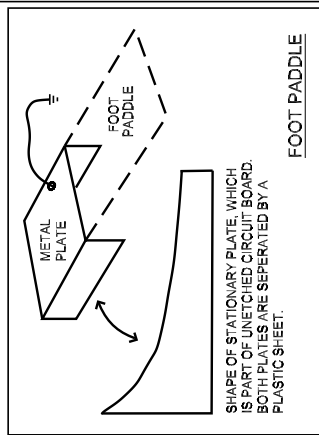 METAL
PLATE
FOOT
PADDLE
SHAPE OF STATIONARY PLATE, WHICH
IS PART OF UNETCHED CIRCUIT BOARD.
BOTH PLATES ARE SEPERATED BY A
PLASTIC SHEET.
FOOT PADDLE